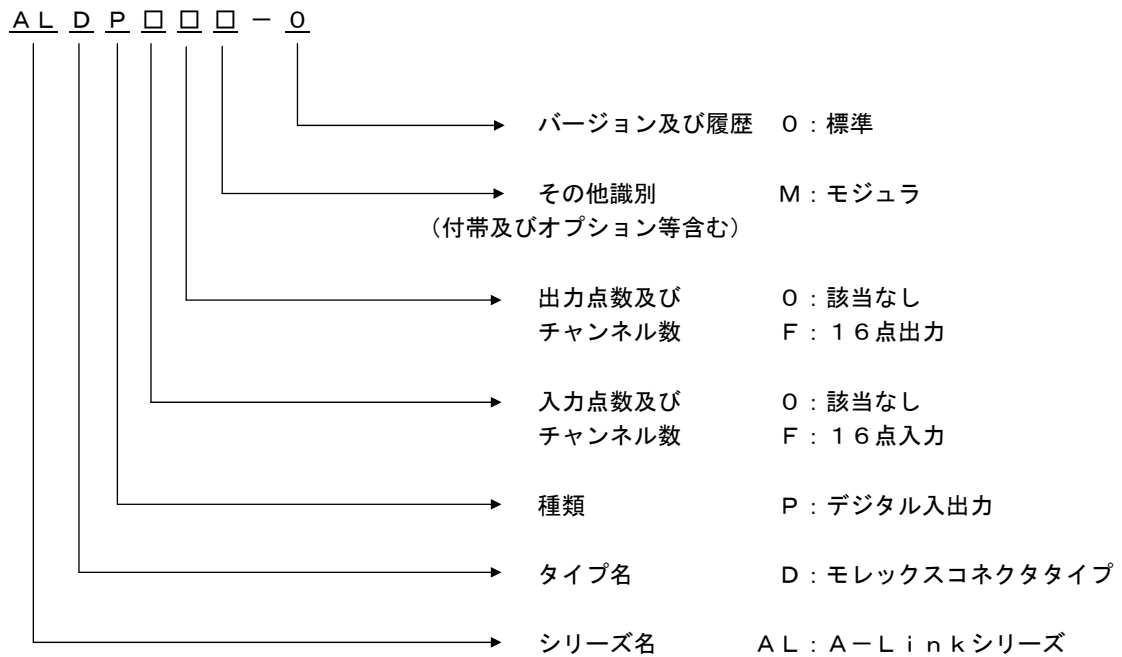 ＡＬ Ｄ Ｐ □ □ □ － ０
バージョン及び履歴 ０：標準
その他識別 Ｍ：モジュラ
（付帯及びオプション等含む）
出力点数及び ０：該当なし
チャンネル数 Ｆ：１６点出力
入力点数及び ０：該当なし
チャンネル数 Ｆ：１６点入力
種類 Ｐ：デジタル入出力
タイプ名 Ｄ：モレックスコネクタタイプ
シリーズ名 ＡＬ：Ａ－Ｌｉｎｋシリーズ